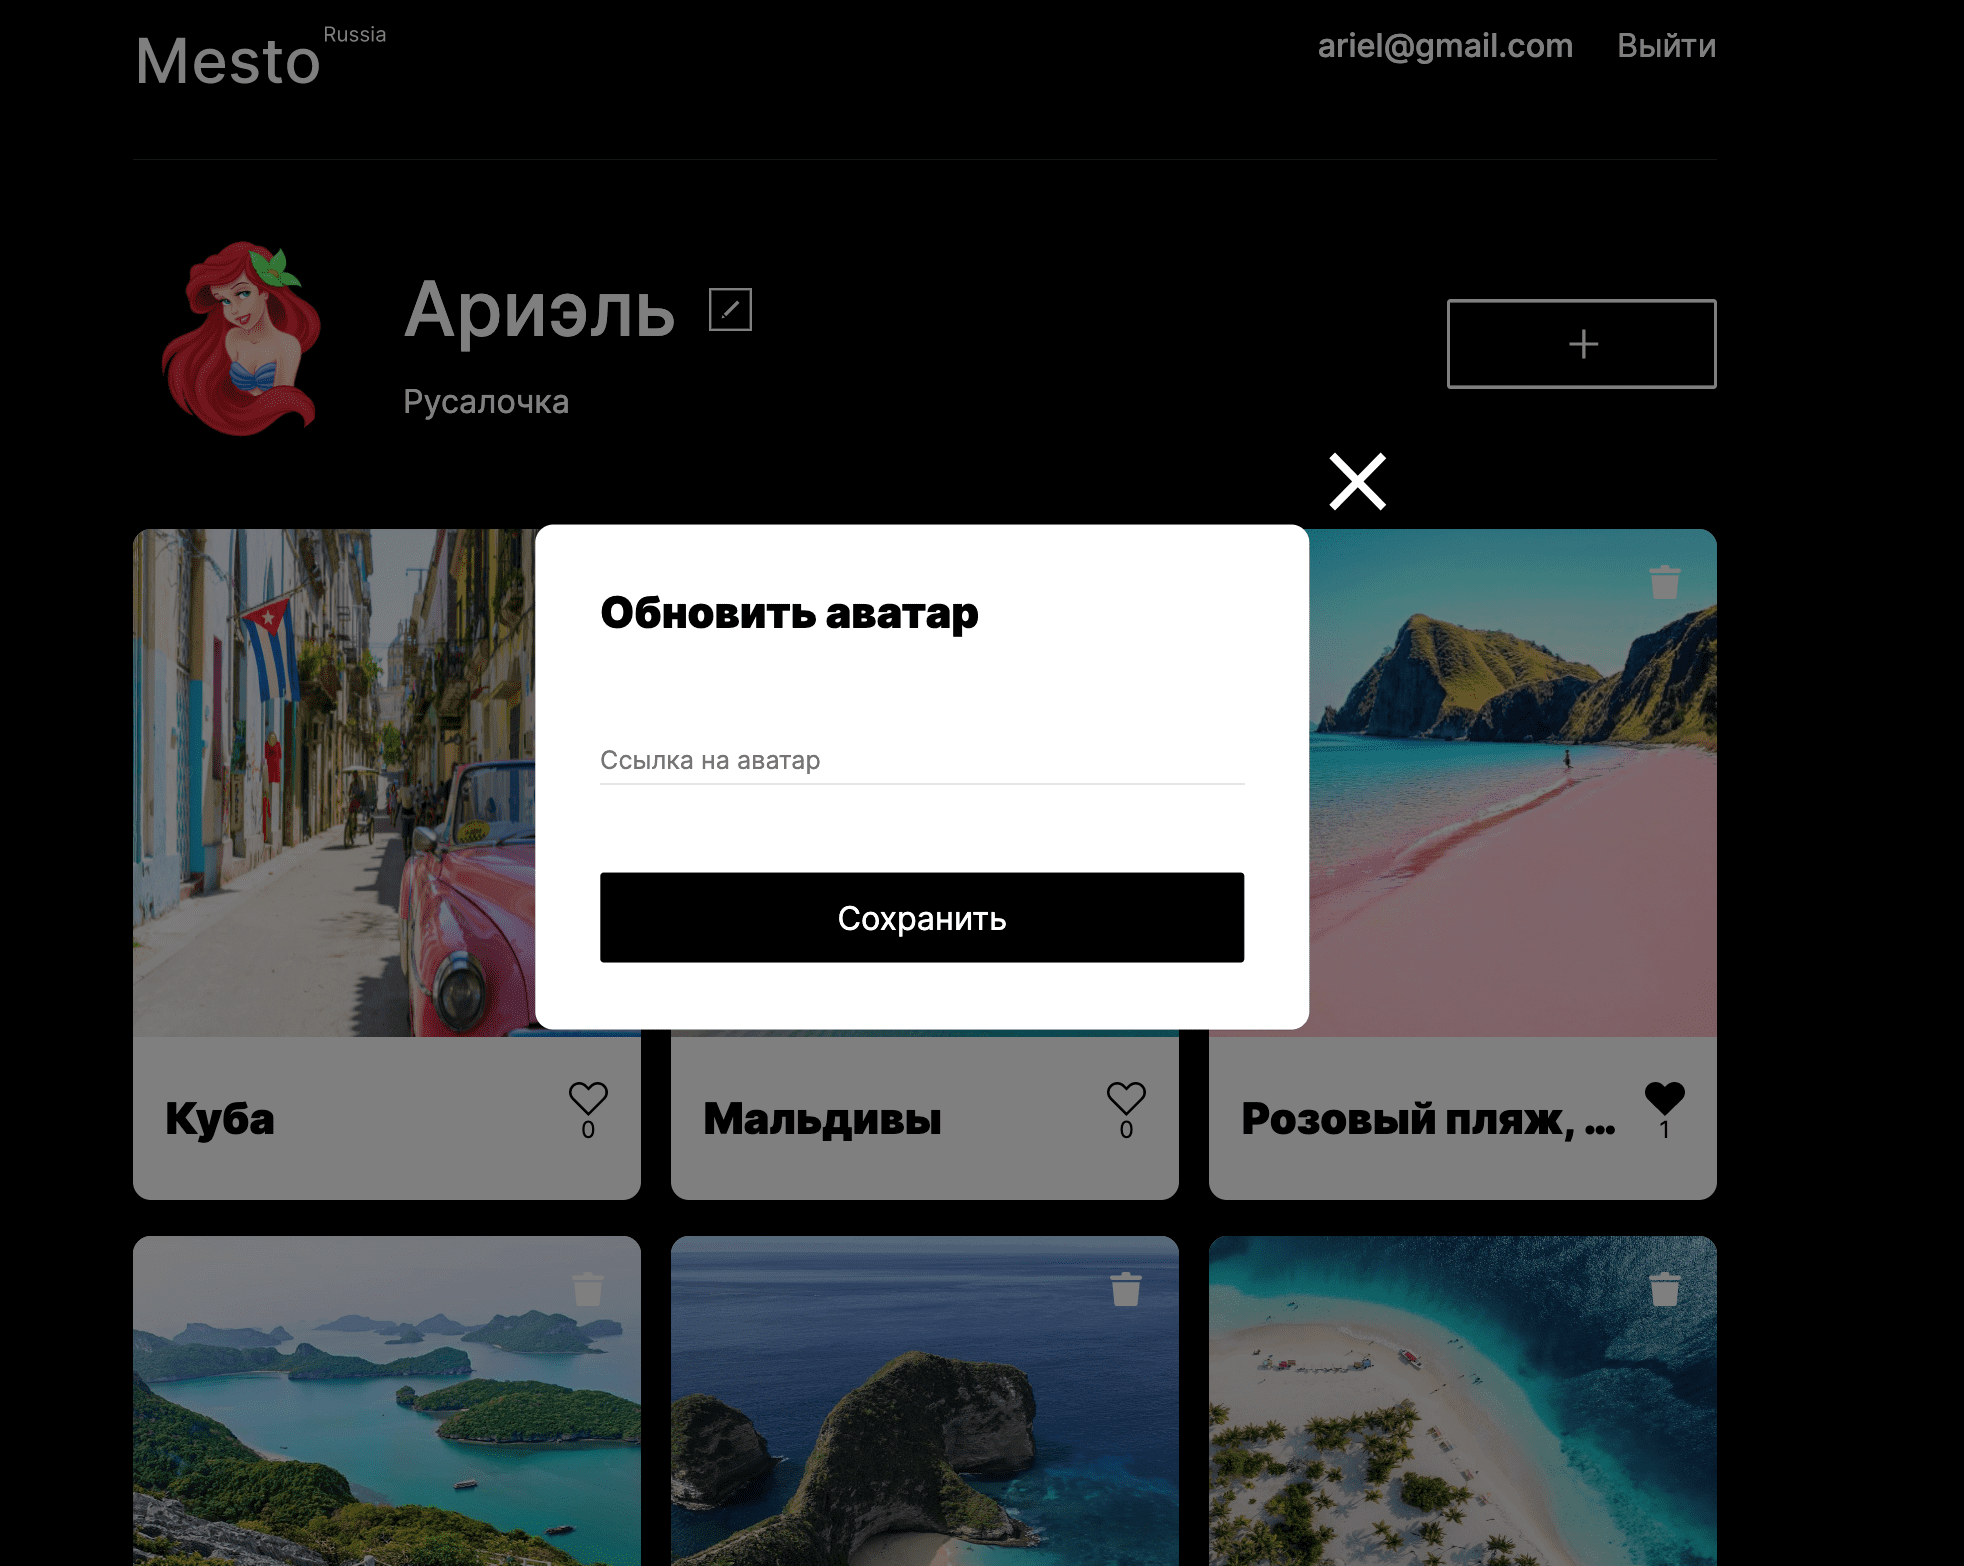 Mesto Russia
ariel@gmail.com Выйти
Ариэль
Русалочка
Обновить аватар
Ссылка на аватар
Сохранить
Куба
0
Мальдивы
0
Розовый пляж, ...
1